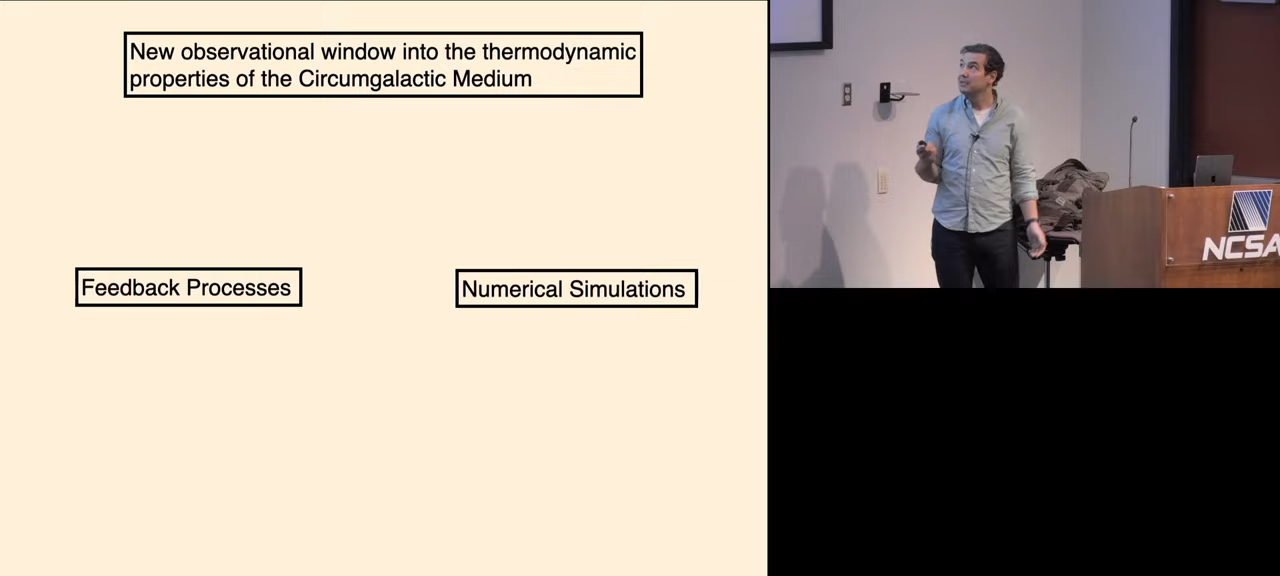 New observational window into the thermodynamic
properties of the Circumgalactic Medium
Feedback Processes
Numerical Simulations
NCSA